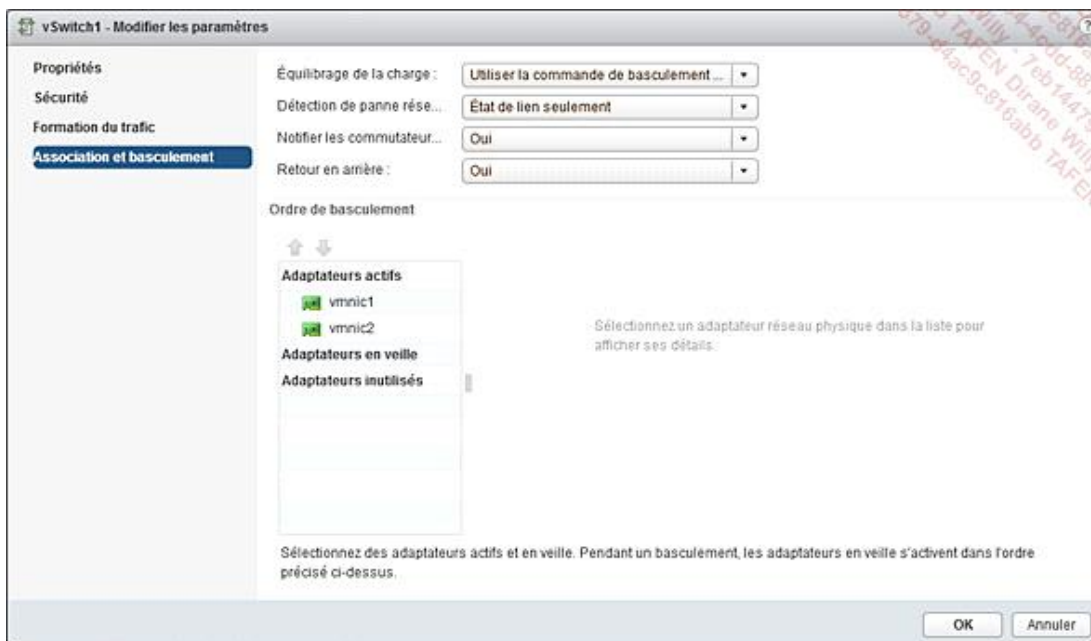 vSwitch1 - Modifier les paramètres
?
Propriétés
Sécurité
Formation du trafic
Association et basculement
Équilibrage de la charge :
Utiliser la commande de basculement ...
Détection de panne rése...
État de lien seulement
Notifier les commutateur...
Oui
Retour en arrière :
Oui
Ordre de basculement
Adaptateurs actifs
vmnic1
vmnic2
Adaptateurs en veille
Adaptateurs inutilisés
Sélectionnez un adaptateur réseau physique dans la liste pour
afficher ses détails.
Sélectionnez des adaptateurs actifs et en veille. Pendant un basculement, les adaptateurs en veille s'activent dans l'ordre
précisé ci-dessus.
OK
Annuler
TAFEN Dirane Willy - 7eb1447